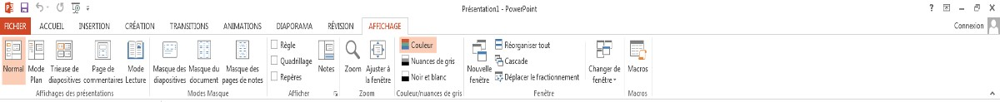 Présentation1 - PowerPoint
FICHIER ACCUEIL INSERTION CRÉATION TRANSITIONS ANIMATIONS DIAPORAMA RÉVISION AFFICHAGE Connexion
Normal
Mode Plan
Trieuse de diapositives
Page de commentaires
Mode Lecture
Affichages des présentations
Masque des diapositives
Masque du document
Masque des pages de notes
Modes Masque
Règle
Quadrillage
Repères
Notes
Afficher
Zoom
Ajuster à la fenêtre
Zoom
Couleur
Nuances de gris
Noir et blanc
Couleur/nuances de gris
Nouvelle fenêtre
Réorganiser tout
Cascade
Déplacer le fractionnement
Changer de fenêtre
Fenêtre
Macros
Macros